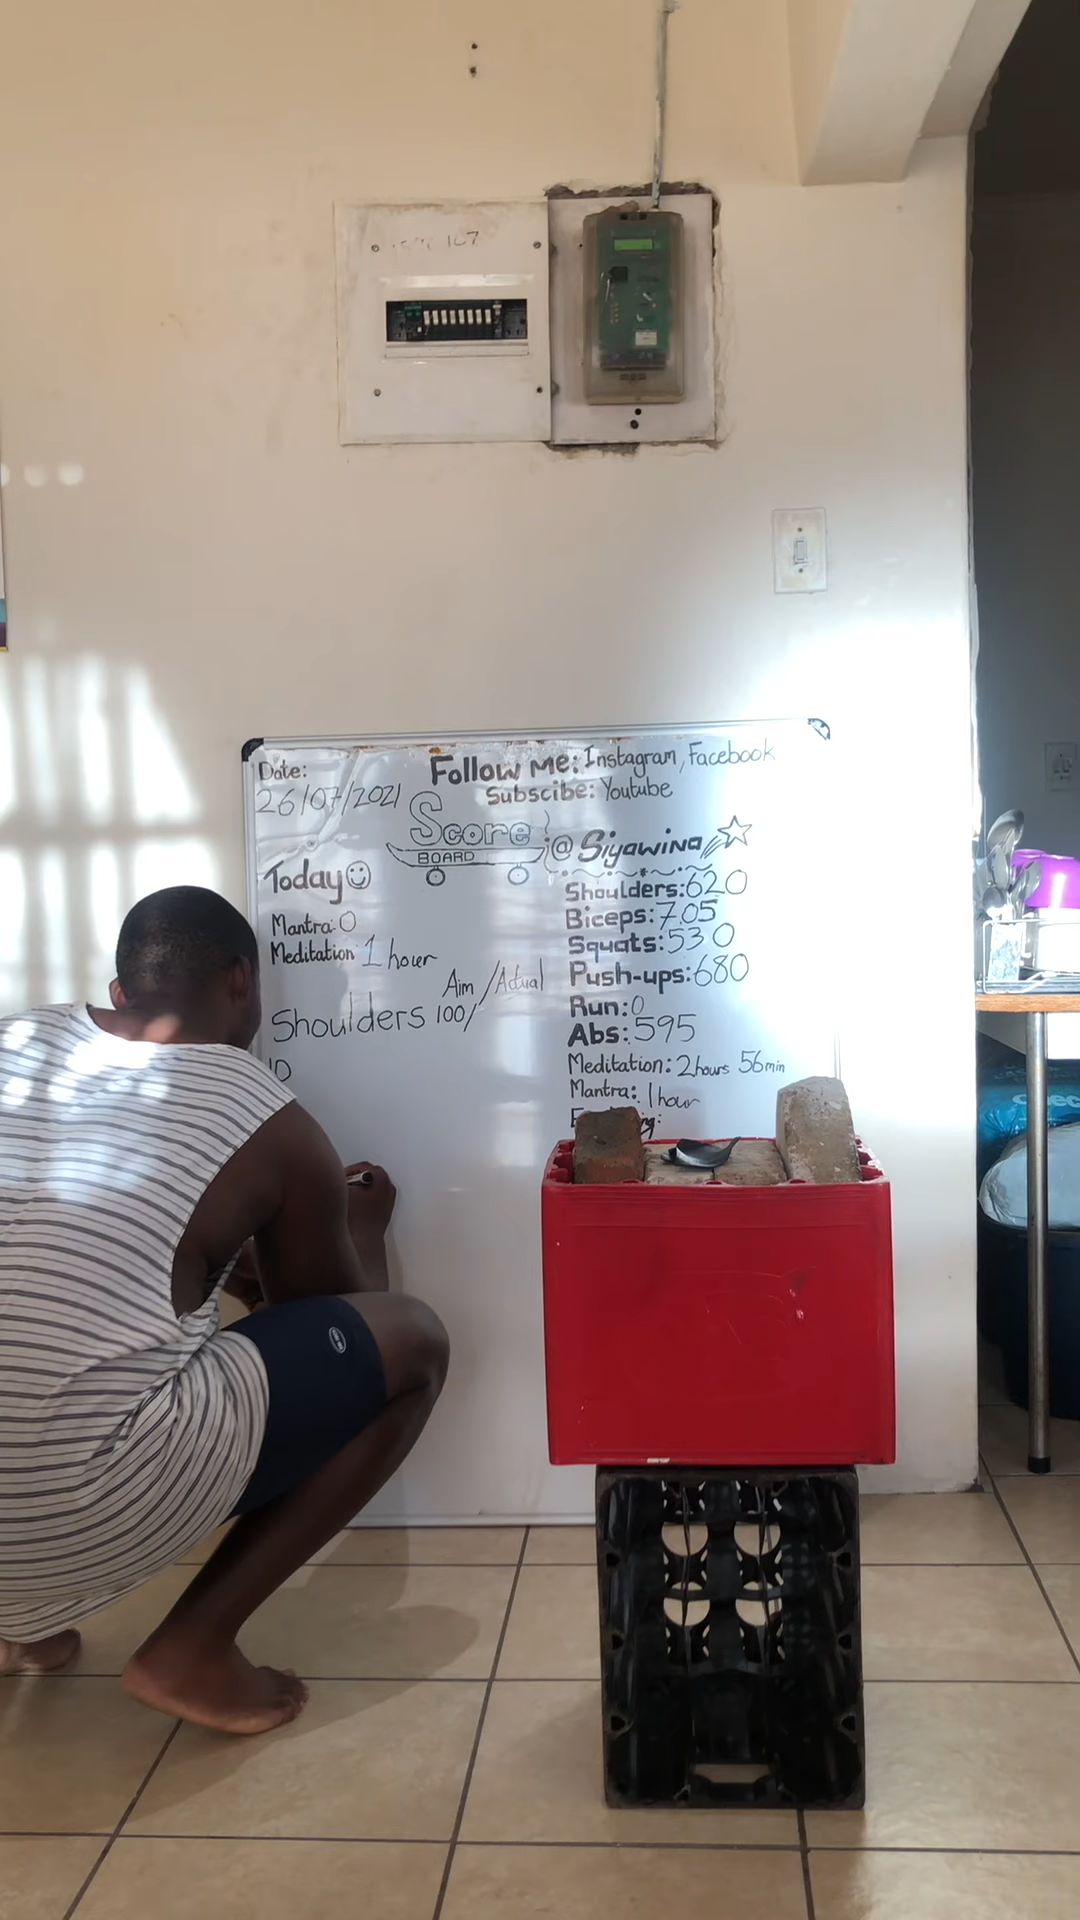 Date:
26/07/2021
Follow me: Instagram, Facebook
Subscibe: Youtube
Score
BOARD
@ Siyawina
Today
Mantra: 0
Meditation: 1 hour
Aim / Actual
Shoulders 100/
10
Shoulders: 620
Biceps: 705
Squats: 530
Push-ups: 680
Run: 0
Abs: 595
Meditation: 2hours 56min
Mantra: 1hour